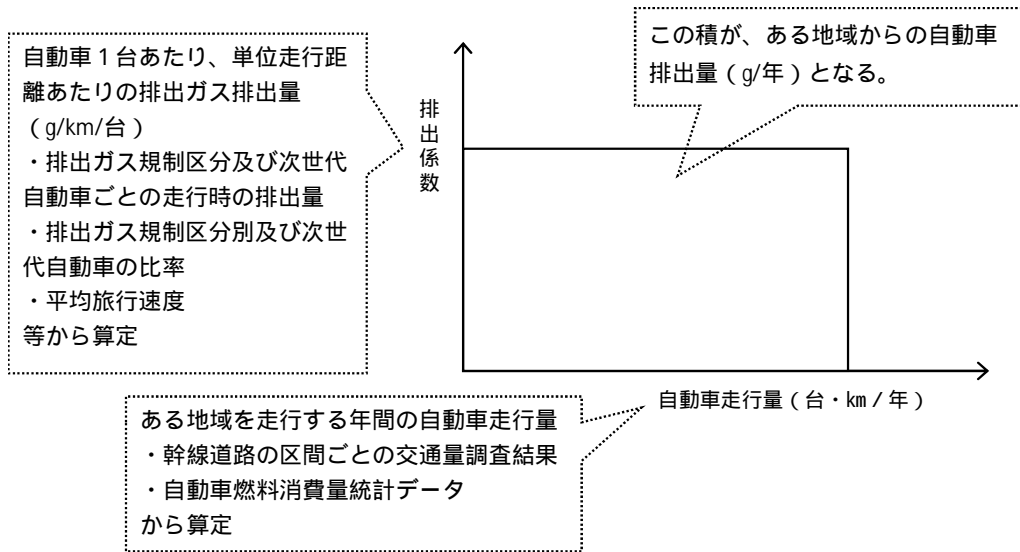 自動車１台あたり、単位走行距
離あたりの排出ガス排出量
（g/km/台）
・排出ガス規制区分及び次世代
自動車ごとの走行時の排出量
・排出ガス規制区分別及び次世
代自動車の比率
・平均旅行速度
等から算定
排出係数
この積が、ある地域からの自動車
排出量（g/年）となる。
自動車走行量（台・km／年）
ある地域を走行する年間の自動車走行量
・幹線道路の区間ごとの交通量調査結果
・自動車燃料消費量統計データ
から算定